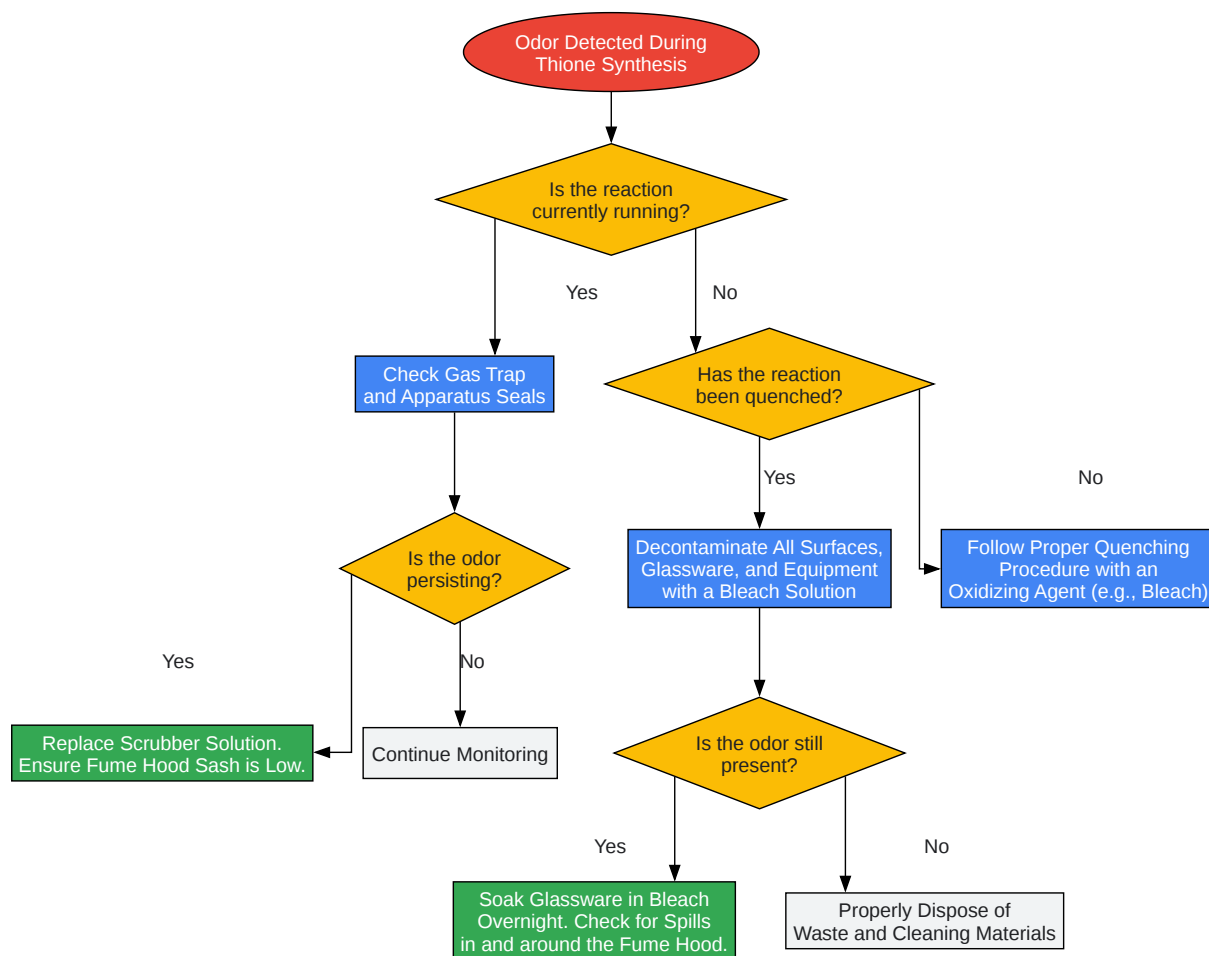 Odor Detected During
Thione Synthesis
Is the reaction
currently running?
Yes
No
Check Gas Trap
and Apparatus Seals
Has the reaction
been quenched?
Yes
No
Is the odor
persisting?
Decontaminate All Surfaces,
Glassware, and Equipment
with a Bleach Solution
Follow Proper Quenching
Procedure with an
Oxidizing Agent (e.g., Bleach)
Yes
No
Replace Scrubber Solution.
Ensure Fume Hood Sash is Low.
Continue Monitoring
Is the odor still
present?
Yes
No
Soak Glassware in Bleach
Overnight. Check for Spills
in and around the Fume Hood.
Properly Dispose of
Waste and Cleaning Materials